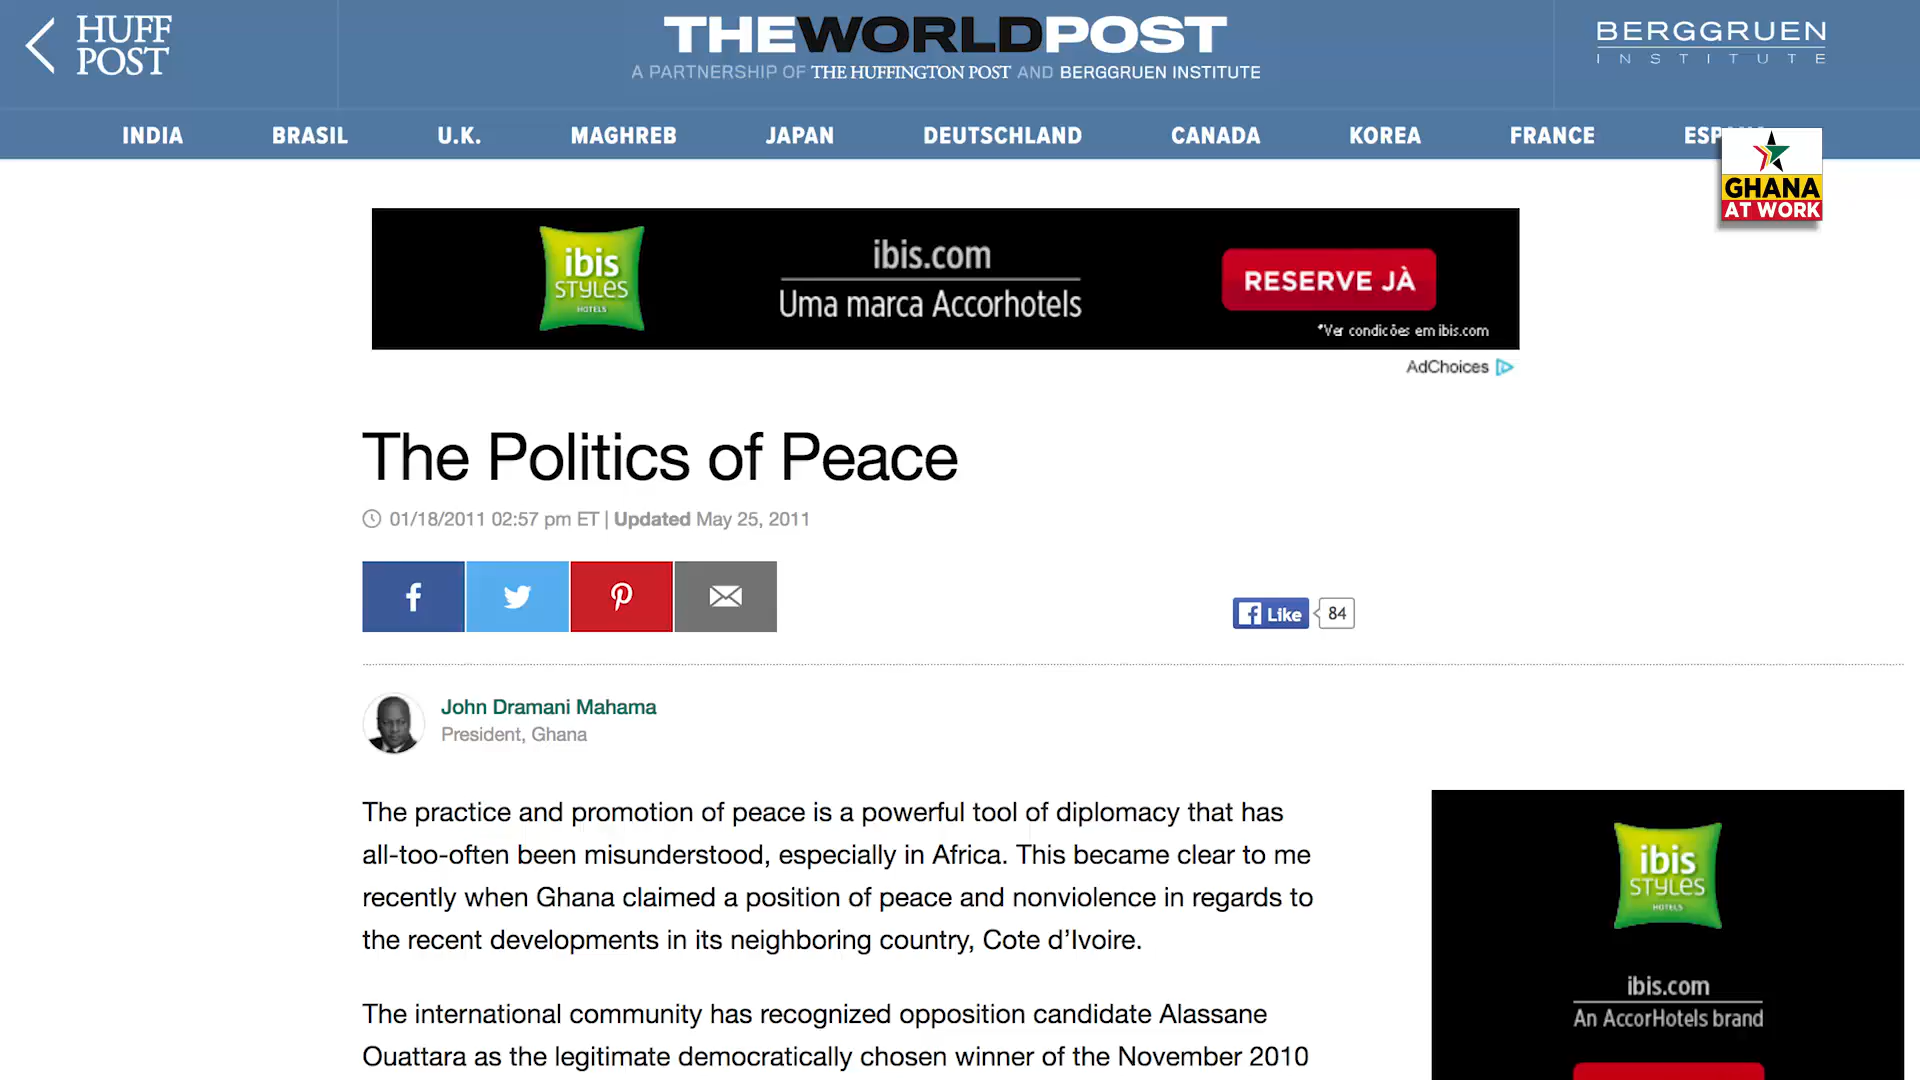 HUFF
POST
THEWORLDPOST
A PARTNERSHIP OF THE HUFFINGTON POST AND BERGGRUEN INSTITUTE
BERGGRUEN
INSTITUTE
INDIA BRASIL U.K. MAGHREB JAPAN DEUTSCHLAND CANADA KOREA FRANCE
GHANA
AT WORK
ibis
STYLES
HOTELS
ibis.com
Uma marca Accorhotels
RESERVE JÀ
*Ver condicões em ibis.com
AdChoices
The Politics of Peace
01/18/2011 02:57 pm ET | Updated May 25, 2011
Like 84
John Dramani Mahama
President, Ghana
The practice and promotion of peace is a powerful tool of diplomacy that has
all-too-often been misunderstood, especially in Africa. This became clear to me
recently when Ghana claimed a position of peace and nonviolence in regards to
the recent developments in its neighboring country, Cote d’Ivoire.
The international community has recognized opposition candidate Alassane
Ouattara as the legitimate democratically chosen winner of the November 2010
ibis
STYLES
HOTELS
ibis.com
An AccorHotels brand